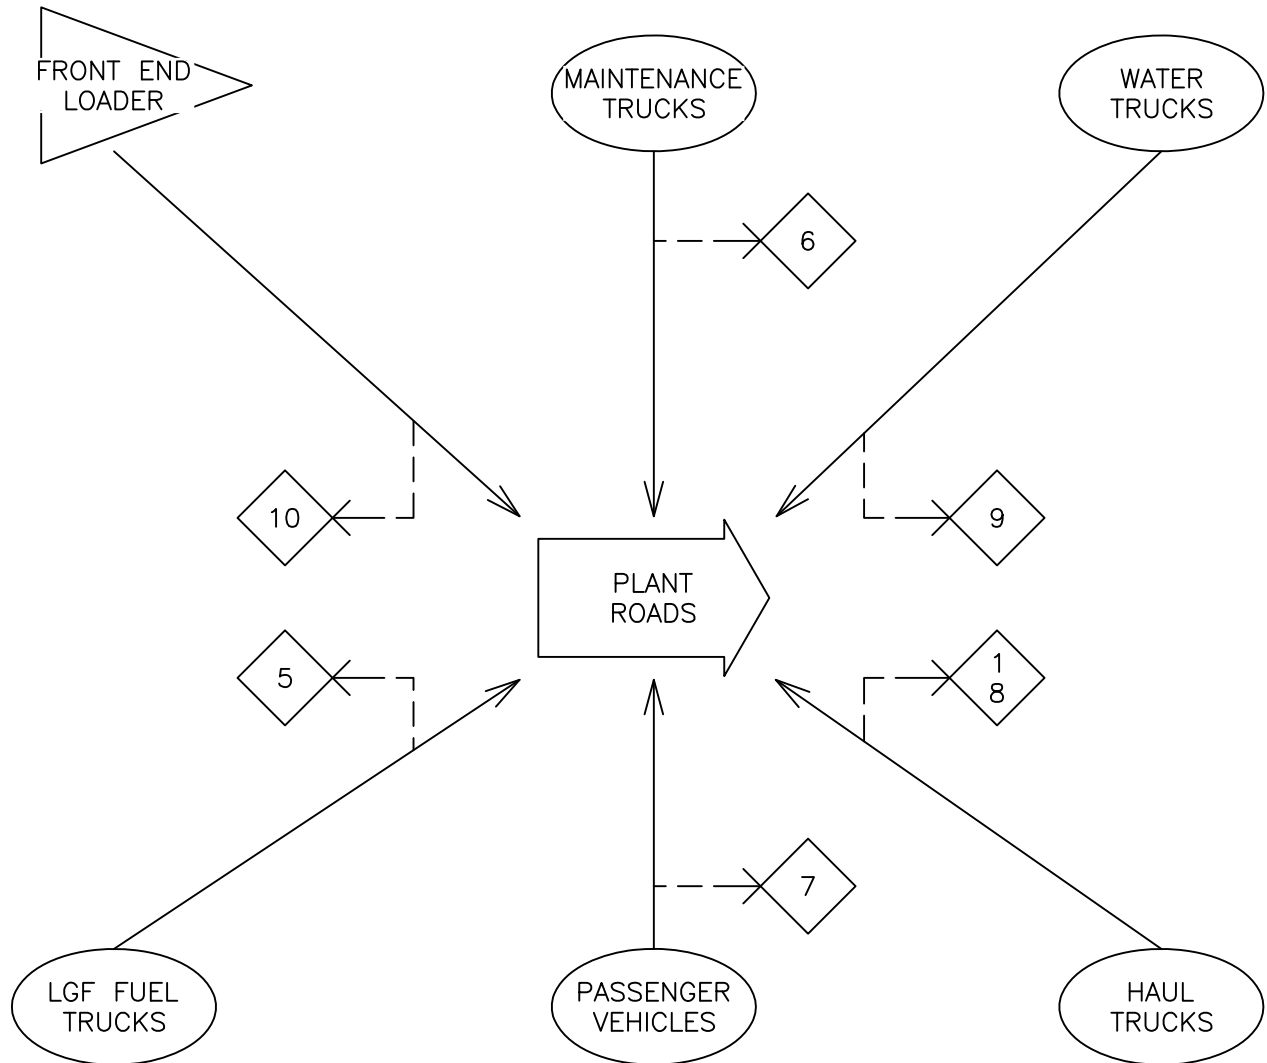 FRONT END
LOADER
MAINTENANCE
TRUCKS
WATER
TRUCKS
6
10
9
PLANT
ROADS
5
1
8
7
LGF FUEL
TRUCKS
PASSENGER
VEHICLES
HAUL
TRUCKS